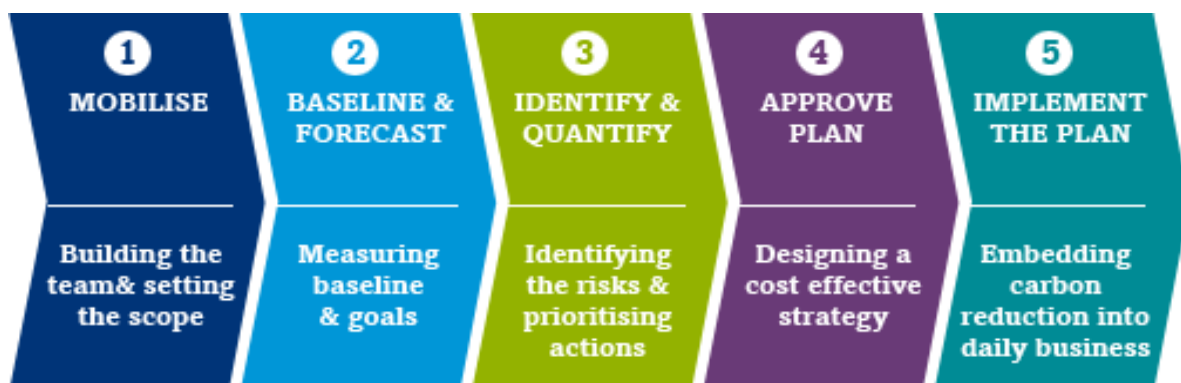 1
MOBILISE
Building the
team& setting
the scope
2
BASELINE &
FORECAST
Measuring
baseline
& goals
3
IDENTIFY &
QUANTIFY
Identifying
the risks &
prioritising
actions
4
APPROVE
PLAN
Designing a
cost effective
strategy
5
IMPLEMENT
THE PLAN
Embedding
carbon
reduction into
daily business